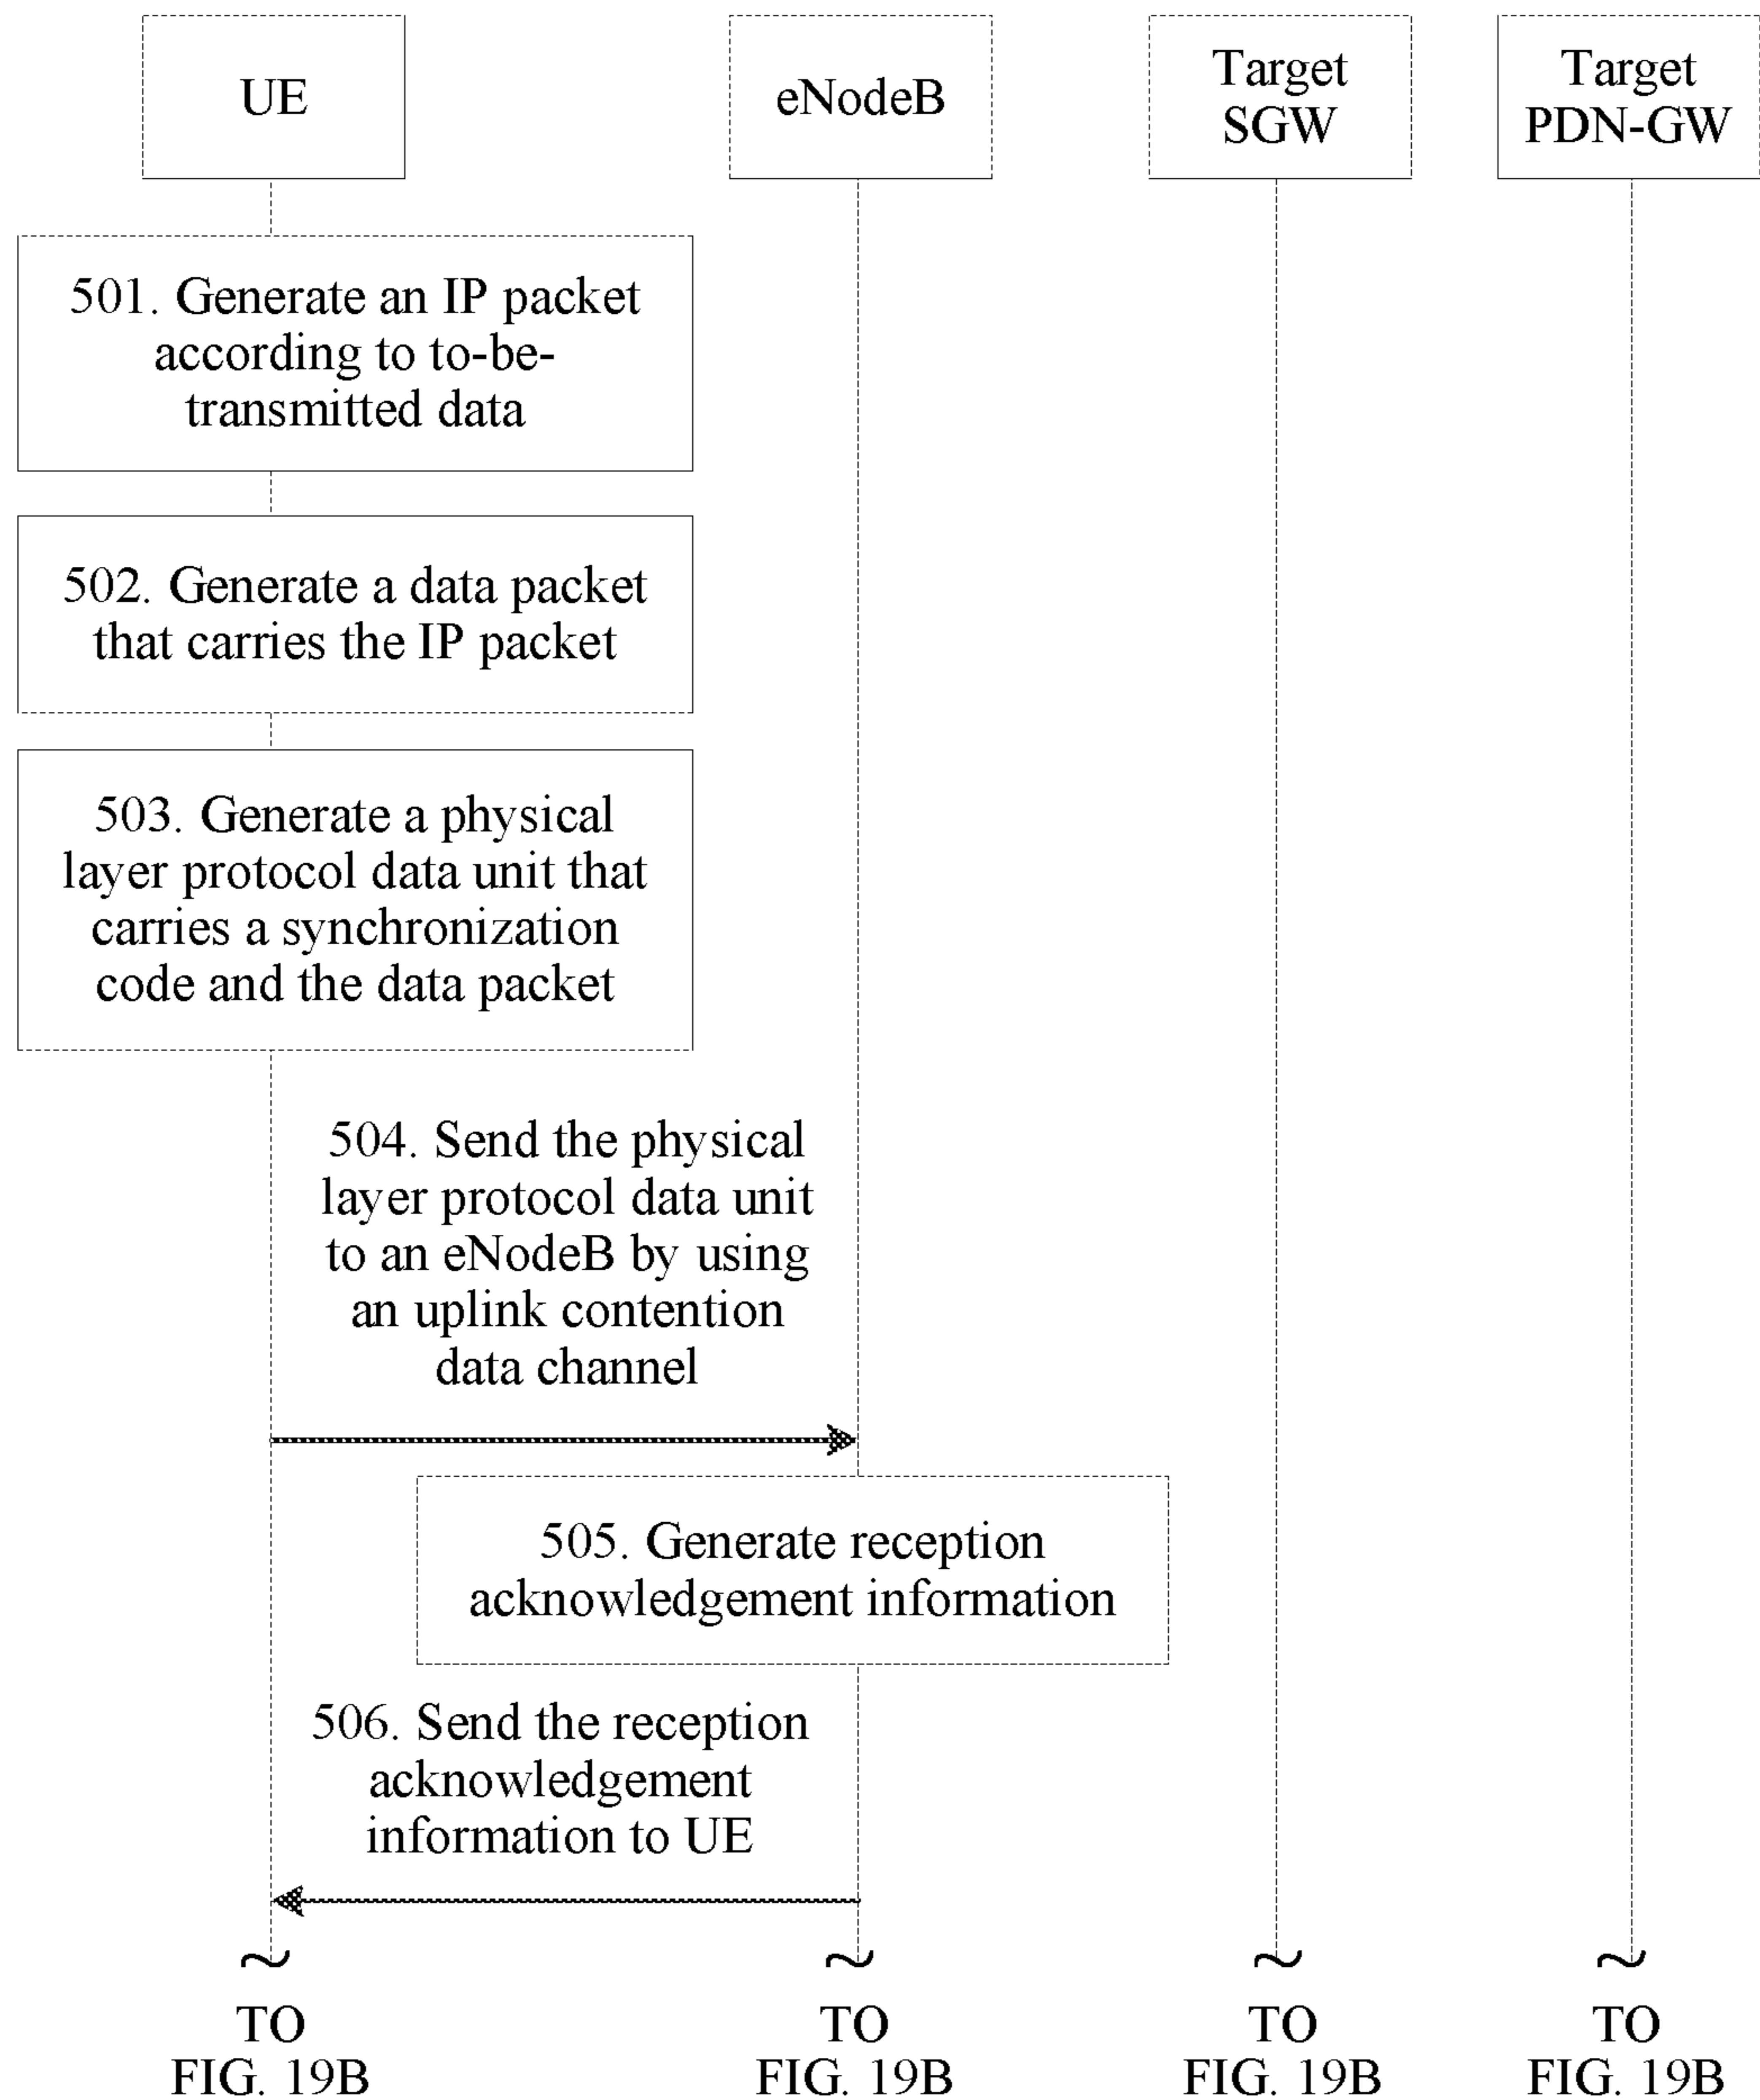 UE
eNodeB
Target
SGW
Target
PDN-GW
501. Generate an IP packet
according to to-be-
transmitted data
502. Generate a data packet
that carries the IP packet
503. Generate a physical
layer protocol data unit that
carries a synchronization
code and the data packet
504. Send the physical
layer protocol data unit
to an eNodeB by using
an uplink contention
data channel
505. Generate reception
acknowledgement information
506. Send the reception
acknowledgement
information to UE
TO
FIG. 19B
TO
FIG. 19B
TO
FIG. 19B
TO
FIG. 19B